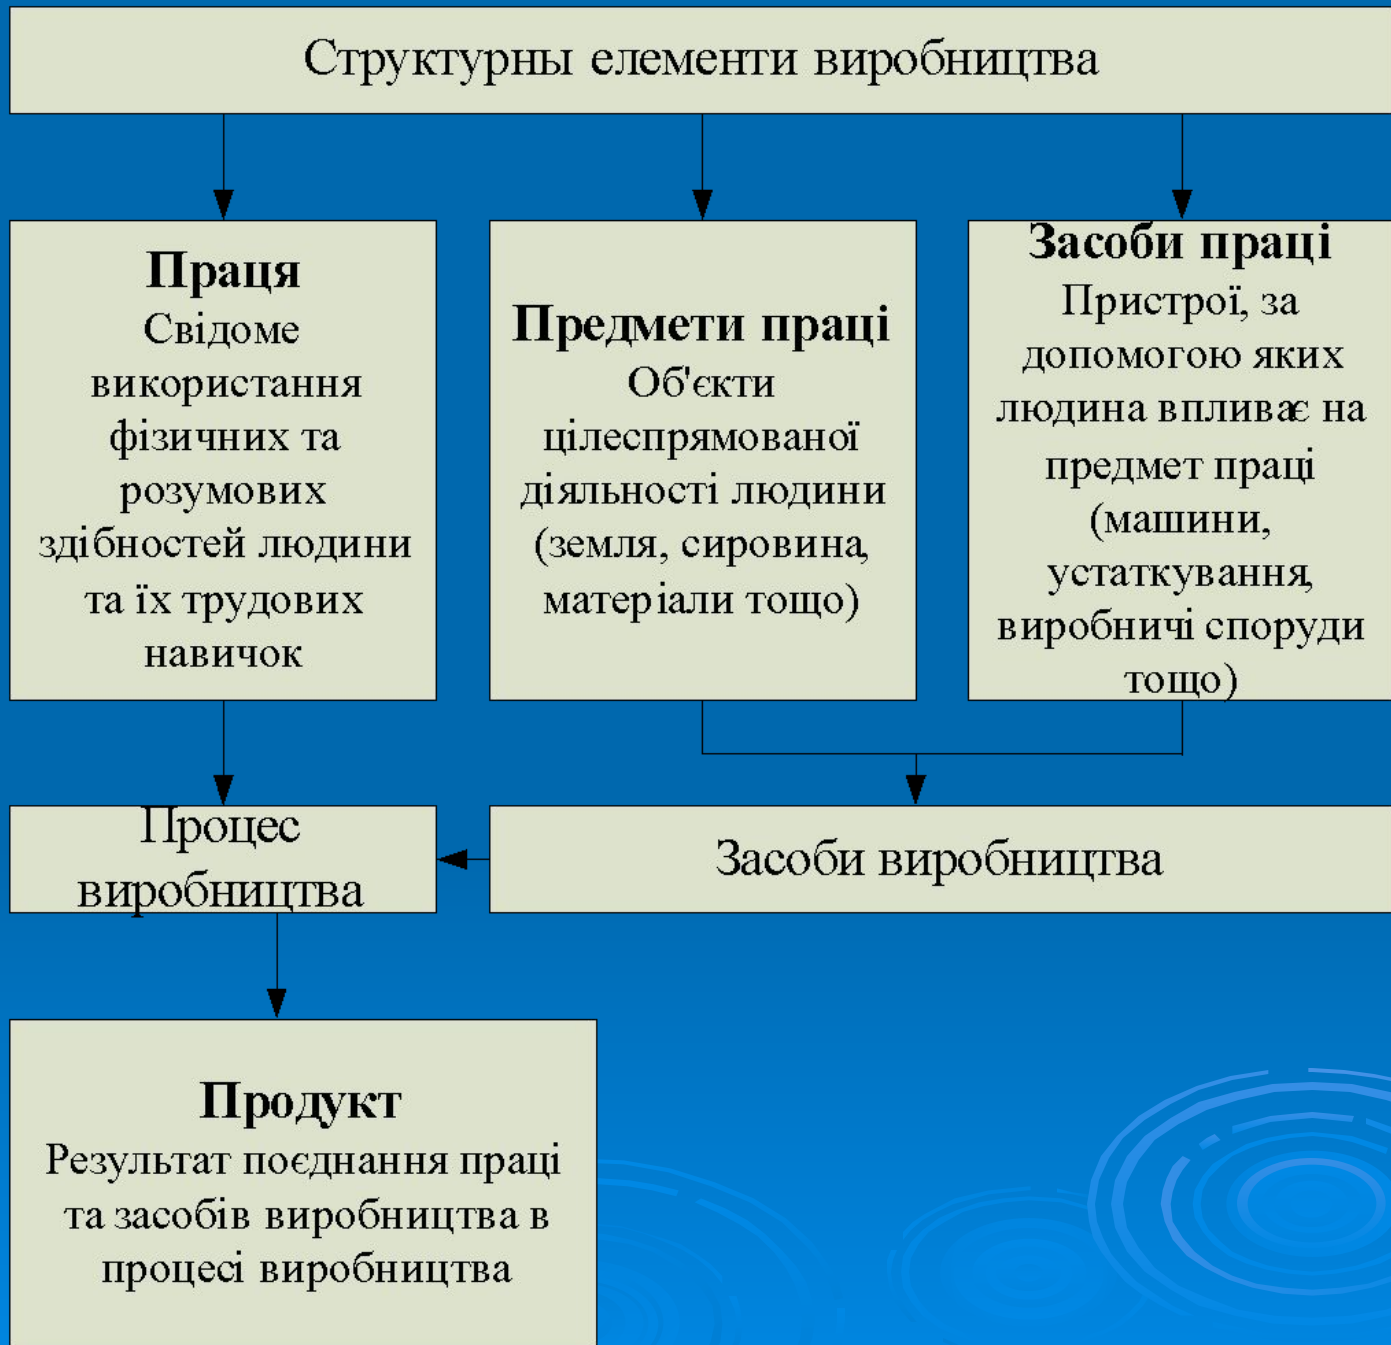 Структурны елементи виробництва
Праця
Свідоме
використання
фізичних та
розумових
здібностей людини
та їх трудових
навичок
Предмети праці
Об'єкти
цілеспрямованої
діяльності людини
(земля, сировина,
матеріали тощо)
Засоби праці
Пристрої, за
допомогою яких
людина впливає на
предмет праці
(машини,
устаткування,
виробничі споруди
тощо)
Процес
виробництва
Засоби виробництва
Продукт
Результат поєднання праці
та засобів виробництва в
процесі виробництва